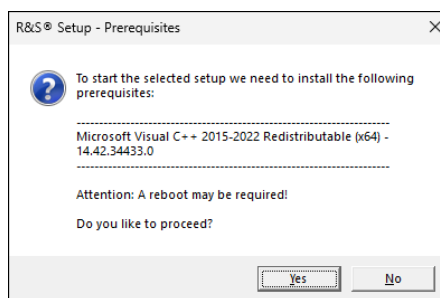 R&S® Setup - Prerequisites
To start the selected setup we need to install the following
prerequisites:
------------------------------------------------------------------
Microsoft Visual C++ 2015-2022 Redistributable (x64) -
14.42.34433.0
------------------------------------------------------------------
Attention: A reboot may be required!
Do you like to proceed?
Yes
No